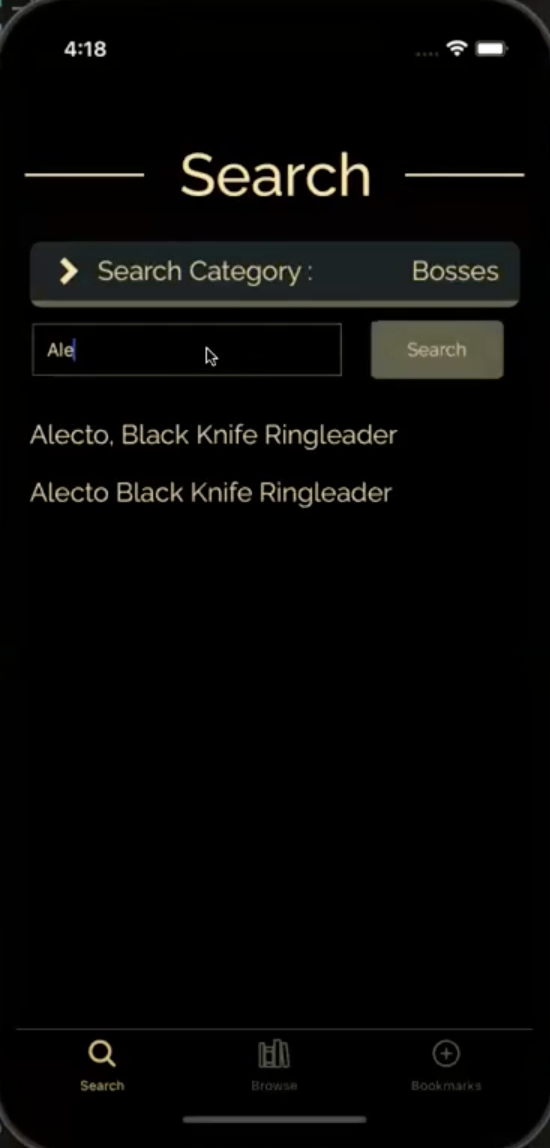 4:18
Search
Search Category : Bosses
Ale Search
Alecto, Black Knife Ringleader
Alecto Black Knife Ringleader
Search Browse Bookmarks